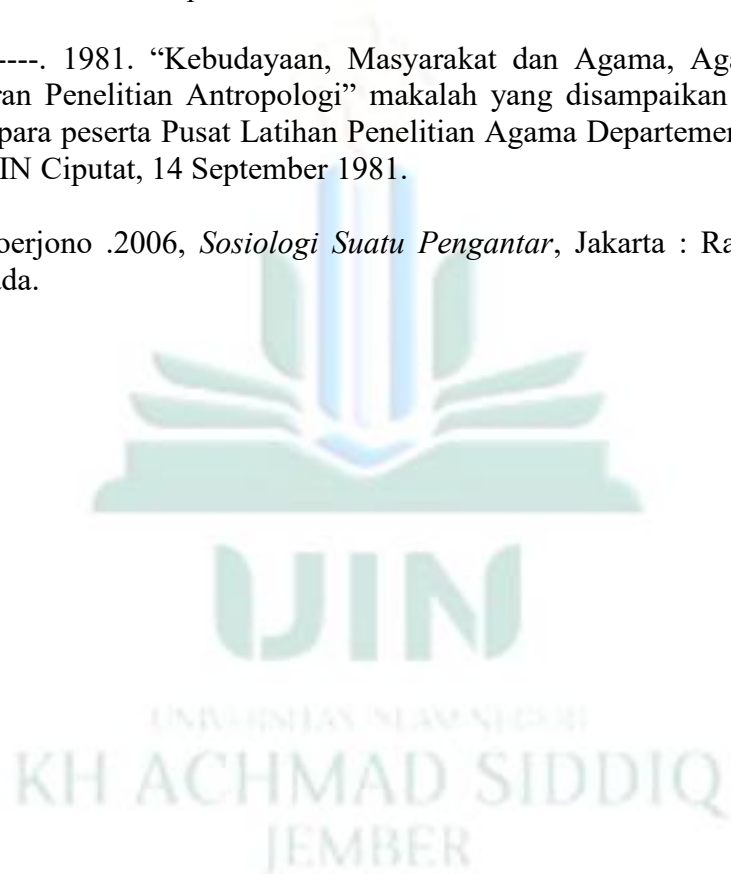 ----. 1981. “Kebudayaan, Masyarakat dan Agama, Aga
ran Penelitian Antropologi” makalah yang disampaikan
para peserta Pusat Latihan Penelitian Agama Departemen
IN Ciputat, 14 September 1981.
oerjono .2006, Sosiologi Suatu Pengantar, Jakarta : Ra
da.
UIN
UNIVERSITAS ISLAM NEGERI
KH ACHMAD SIDDIQ
JEMBER